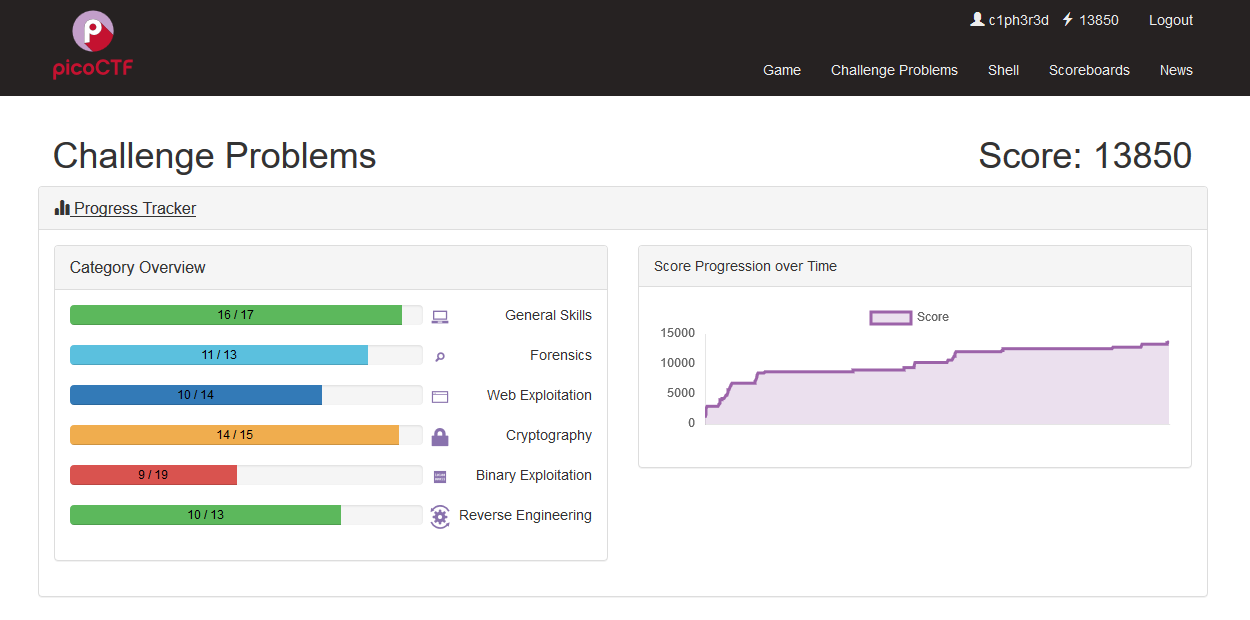 c1ph3r3d 13850 Logout
picoCTF
Game Challenge Problems Shell Scoreboards News
Challenge Problems Score: 13850
Progress Tracker
Category Overview
16 / 17 General Skills
11 / 13 Forensics
10 / 14 Web Exploitation
14 / 15 Cryptography
9 / 19 Binary Exploitation
10 / 13 Reverse Engineering
Score Progression over Time
Score
15000
10000
5000
0